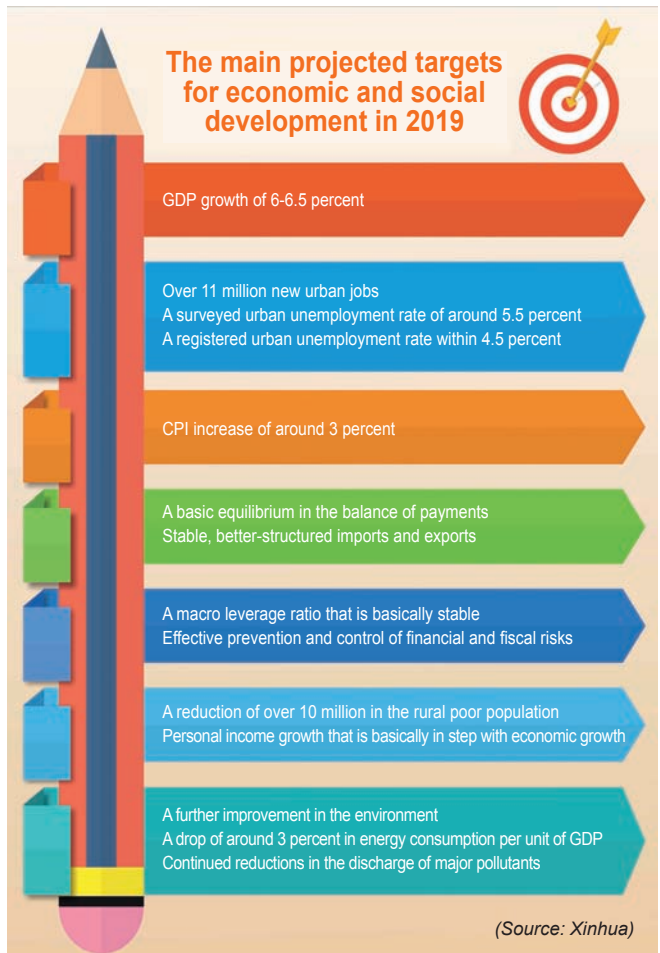 The main projected targets
for economic and social
development in 2019
GDP growth of 6-6.5 percent
Over 11 million new urban jobs
A surveyed urban unemployment rate of around 5.5 percent
A registered urban unemployment rate within 4.5 percent
CPI increase of around 3 percent
A basic equilibrium in the balance of payments
Stable, better-structured imports and exports
A macro leverage ratio that is basically stable
Effective prevention and control of financial and fiscal risks
A reduction of over 10 million in the rural poor population
Personal income growth that is basically in step with economic growth
A further improvement in the environment
A drop of around 3 percent in energy consumption per unit of GDP
Continued reductions in the discharge of major pollutants
(Source: Xinhua)